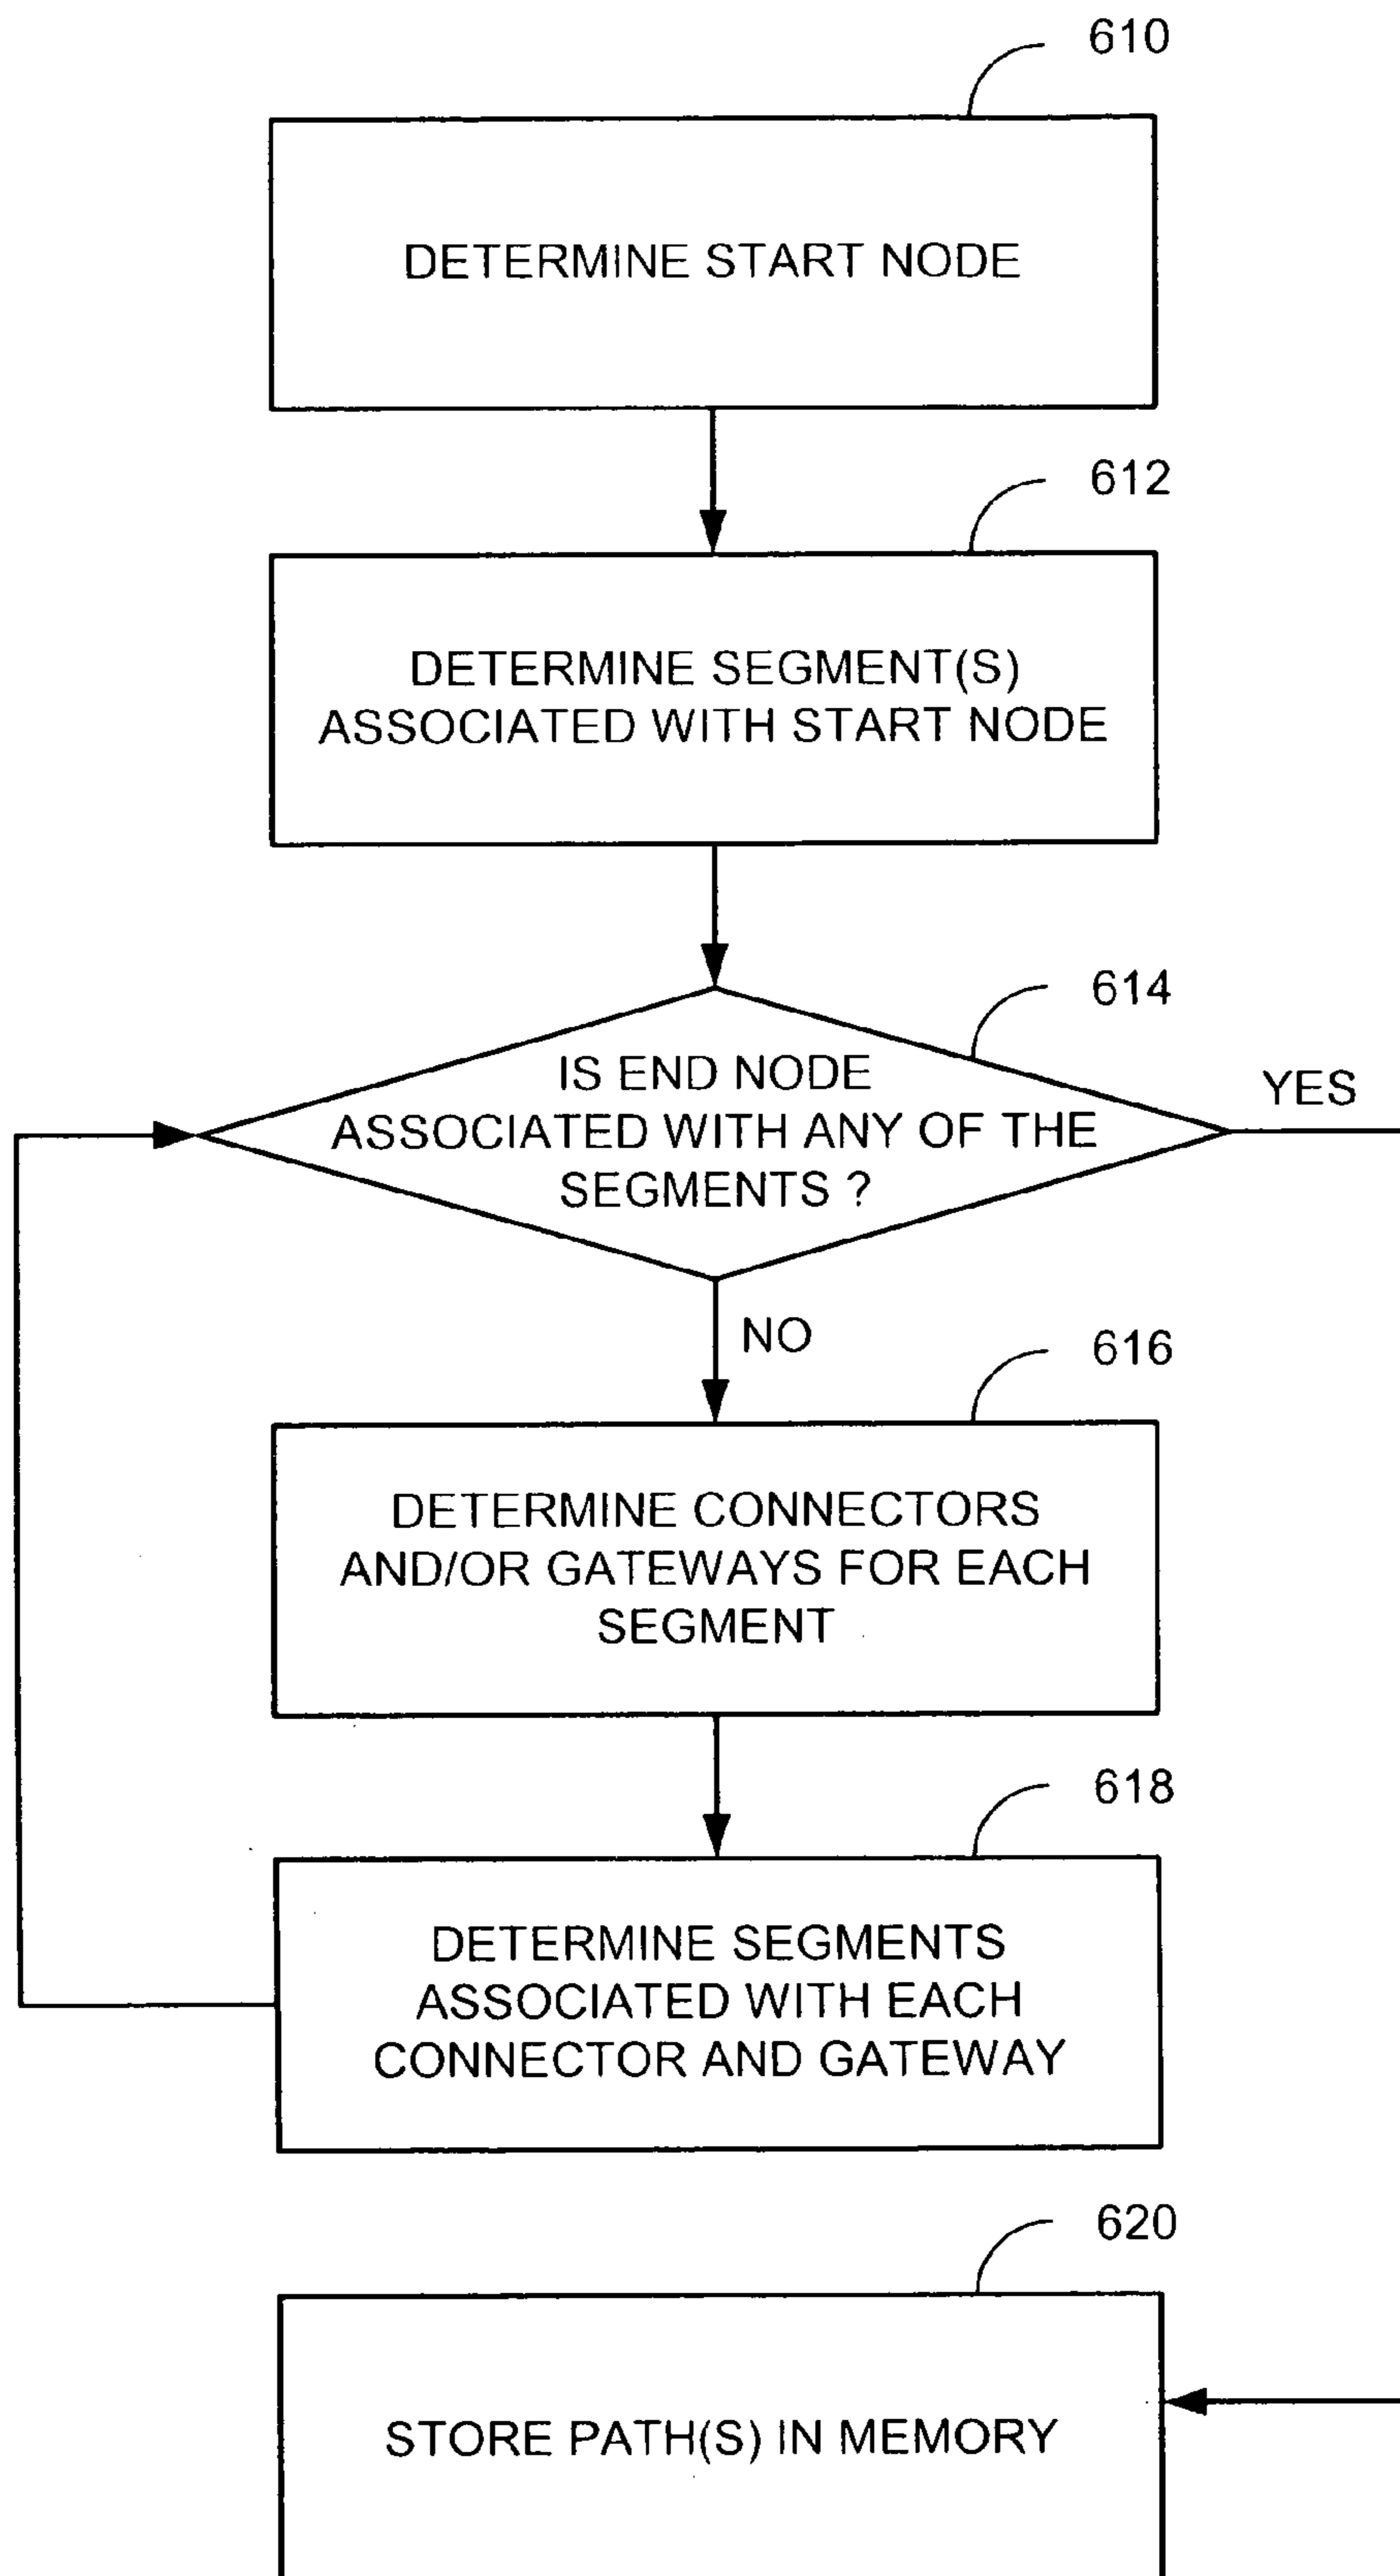 610
DETERMINE START NODE
612
DETERMINE SEGMENT(S)
ASSOCIATED WITH START NODE
614
IS END NODE
ASSOCIATED WITH ANY OF THE
SEGMENTS ?
YES
NO
616
DETERMINE CONNECTORS
AND/OR GATEWAYS FOR EACH
SEGMENT
618
DETERMINE SEGMENTS
ASSOCIATED WITH EACH
CONNECTOR AND GATEWAY
620
STORE PATH(S) IN MEMORY